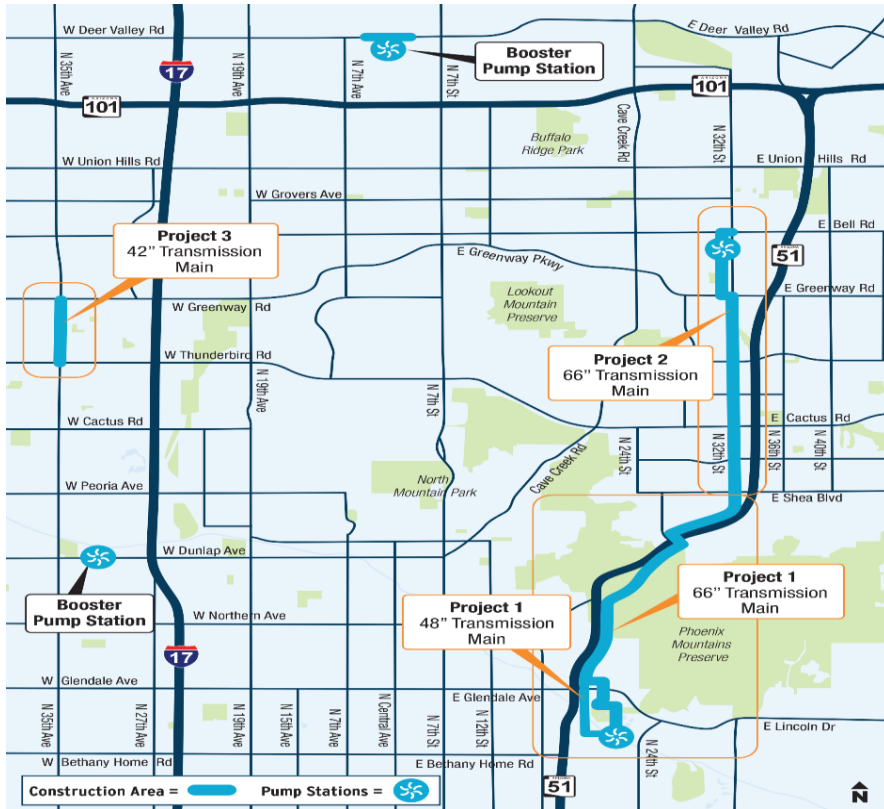 W Deer Valley Rd
E Deer Valley Rd
N 35th Ave
17
N 19th Ave
N 7th Ave
N 7th St
Booster
Pump Station
Cave Creek Rd
N 32th St
ARIZONA
101
ARIZONA
101
Buffalo
Ridge Park
W Union Hills Rd
E Union Hills Rd
W Grovers Ave
E Bell Rd
Project 3
42” Transmission
Main
E Greenway Pkwy
ARIZONA
51
W Greenway Rd
E Greenway Rd
Lookout
Mountain
Preserve
W Thunderbird Rd
Project 2
66” Transmission
Main
N 19th Ave
N 7th St
W Cactus Rd
E Cactus Rd
N 24th St
N 32th St
N 36th St
N 40th St
Cave Creek Rd
North
Mountain Park
W Peoria Ave
E Shea Blvd
W Dunlap Ave
Booster
Pump Station
Project 1
48” Transmission
Main
Project 1
66” Transmission
Main
W Northern Ave
Phoenix
Mountains
Preserve
17
W Glendale Ave
E Glendale Ave
E Lincoln Dr
N 35th Ave
N 27th Ave
N 19th Ave
N 15th Ave
N 7th Ave
N Central Ave
N 7th St
N 12th St
N 24th St
W Bethany Home Rd
E Bethany Home Rd
ARIZONA
51
Construction Area =
Pump Stations =
N